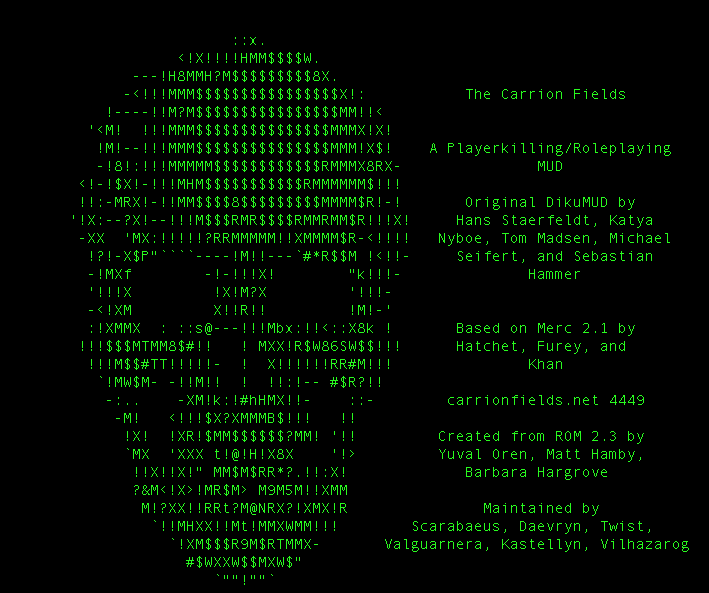 The Carrion Fields
A Playerkilling/Roleplaying
MUD
Original DikuMUD by
Hans Staerfeldt, Katya
Nyboe, Tom Madsen, Michael
Seifert, and Sebastian
Hammer
Based on Merc 2.1 by
Hatchet, Furey, and
Khan
carrionfields.net 4449
Created from ROM 2.3 by
Yuval Oren, Matt Hamby,
Barbara Hargrove
Maintained by
Scarabaeus, Daevryn, Twist,
Valguarnera, Kastellyn, Vilhazarog